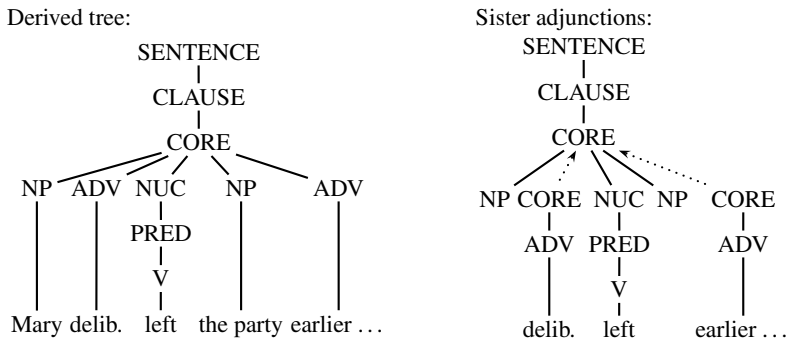 Derived tree:
SENTENCE
CLAUSE
CORE
NP ADV NUC NP ADV
PRED
V
Mary delib. left the party earlier ...
Sister adjunctions:
SENTENCE
CLAUSE
CORE
NP CORE NUC NP CORE
ADV PRED ADV
V
delib. left earlier ...